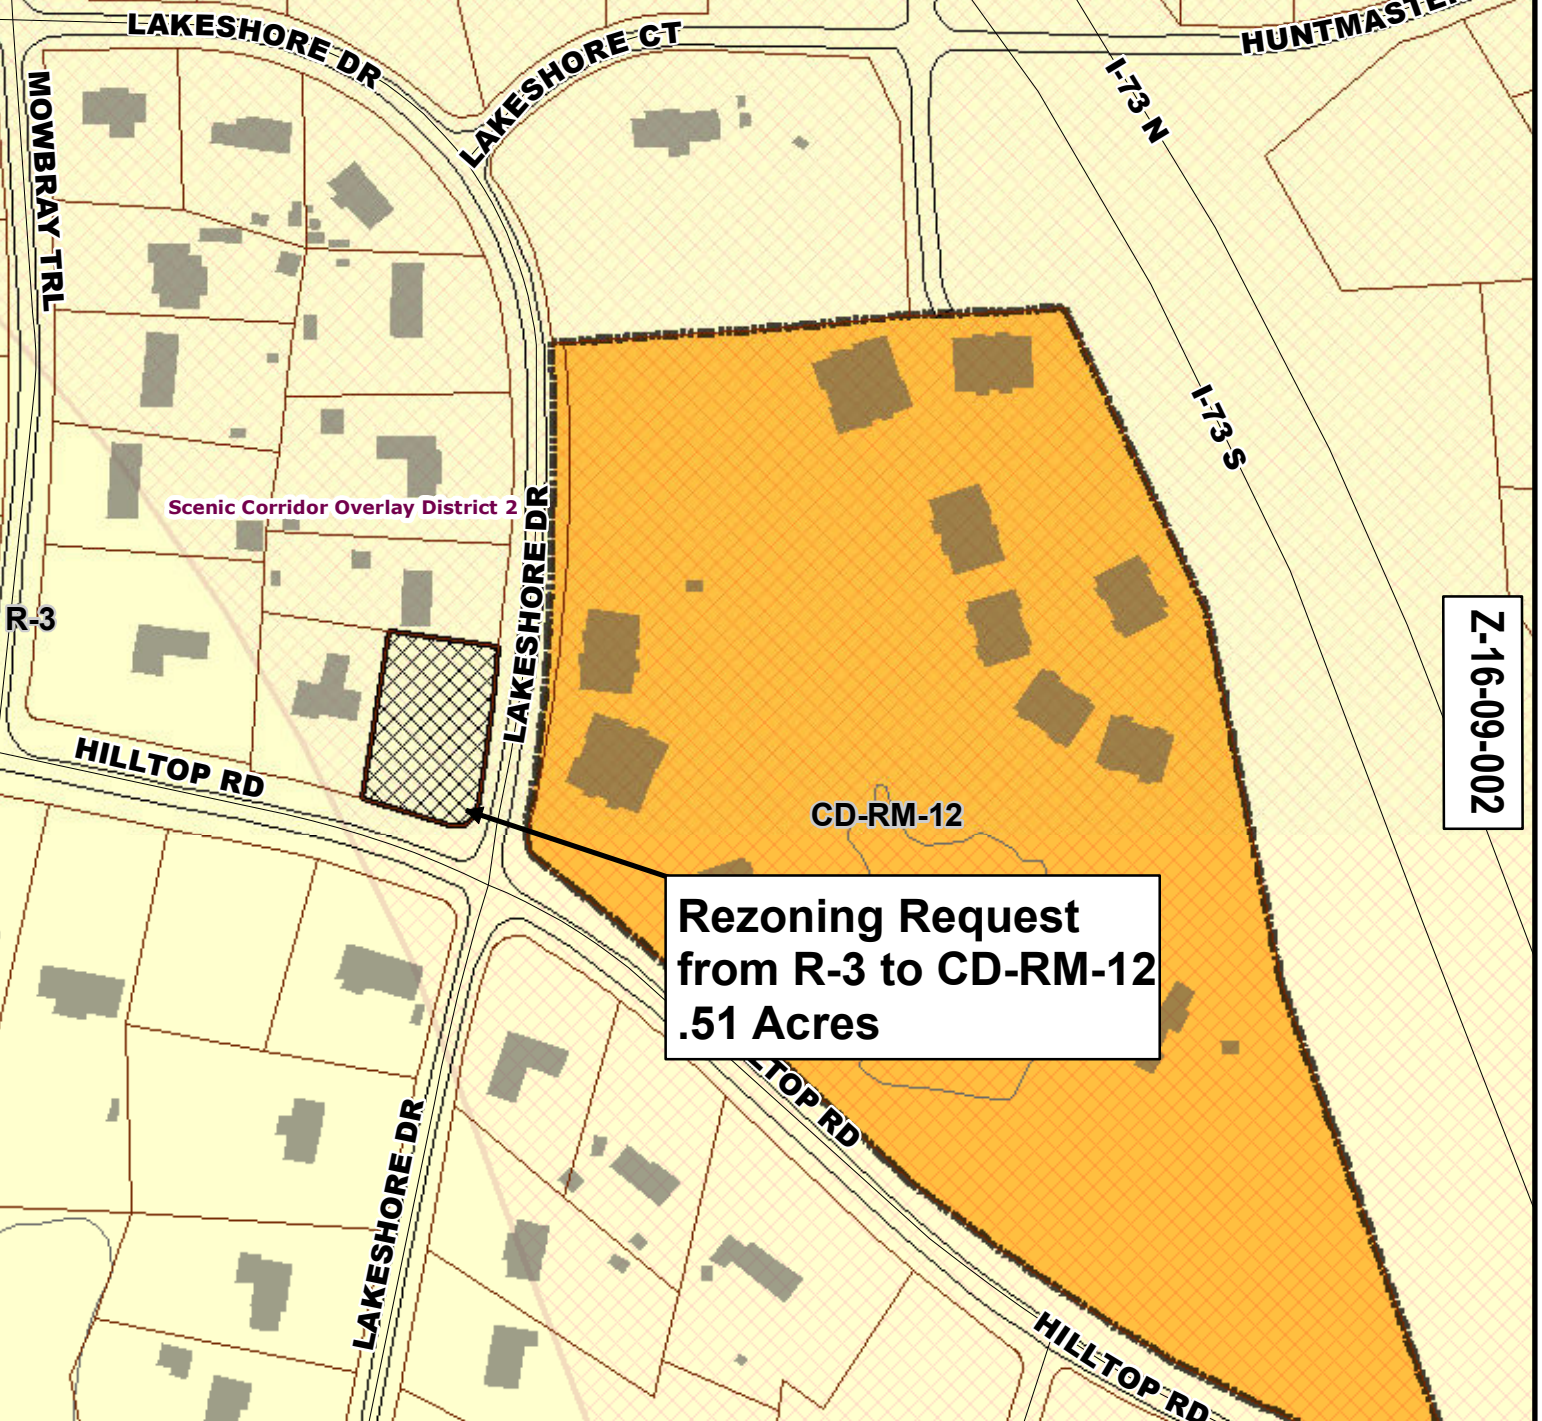 LAKESHORE DR
LAKESHORE CT
HUNTMASTER
I-73 N
MOWBRAY TRL
I-73 S
Scenic Corridor Overlay District 2
LAKESHORE DR
R-3
Z-16-09-002
HILLTOP RD
CD-RM-12
Rezoning Request
from R-3 to CD-RM-12
.51 Acres
LTOP RD
LAKESHORE DR
HILLTOP RD